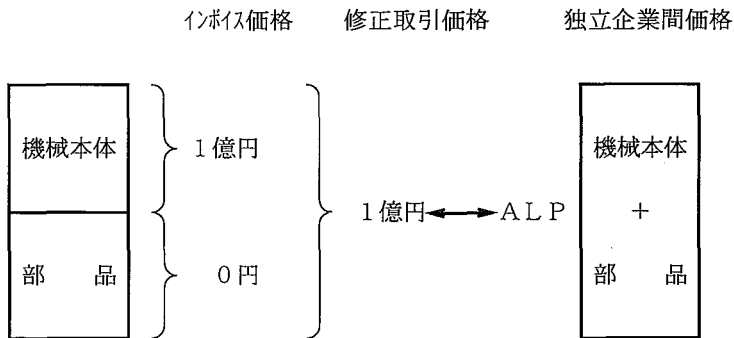 インボイス価格 修正取引価格 独立企業間価格
機械本体 1億円 機械本体
1億円 ALP +
部 品 0円 部 品